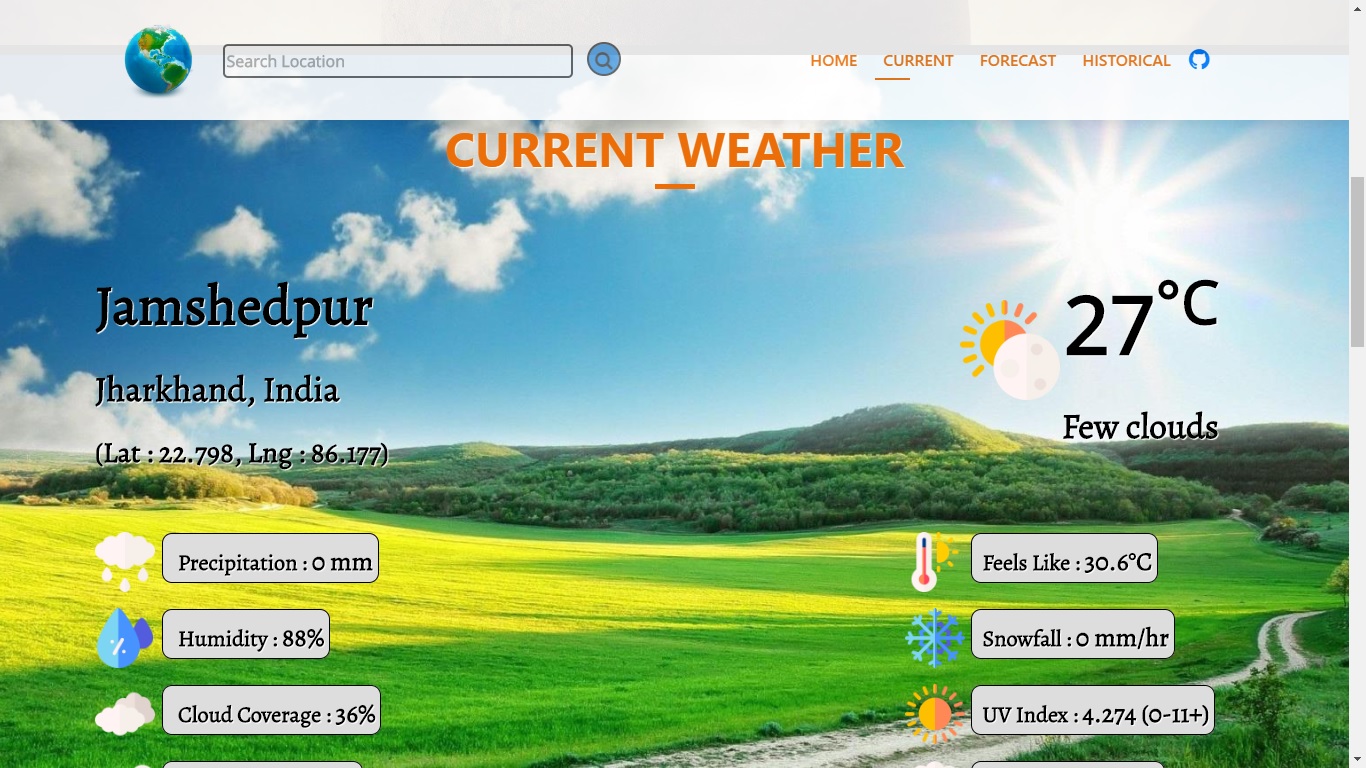 Search Location
HOME CURRENT FORECAST HISTORICAL
CURRENT WEATHER
Jamshedpur
Jharkhand, India
(Lat : 22.798, Lng : 86.177)
27°C
Few clouds
Precipitation : 0 mm
Feels Like : 30.6°C
Humidity : 88%
Snowfall : 0 mm/hr
Cloud Coverage : 36%
UV Index : 4.274 (0-11+)